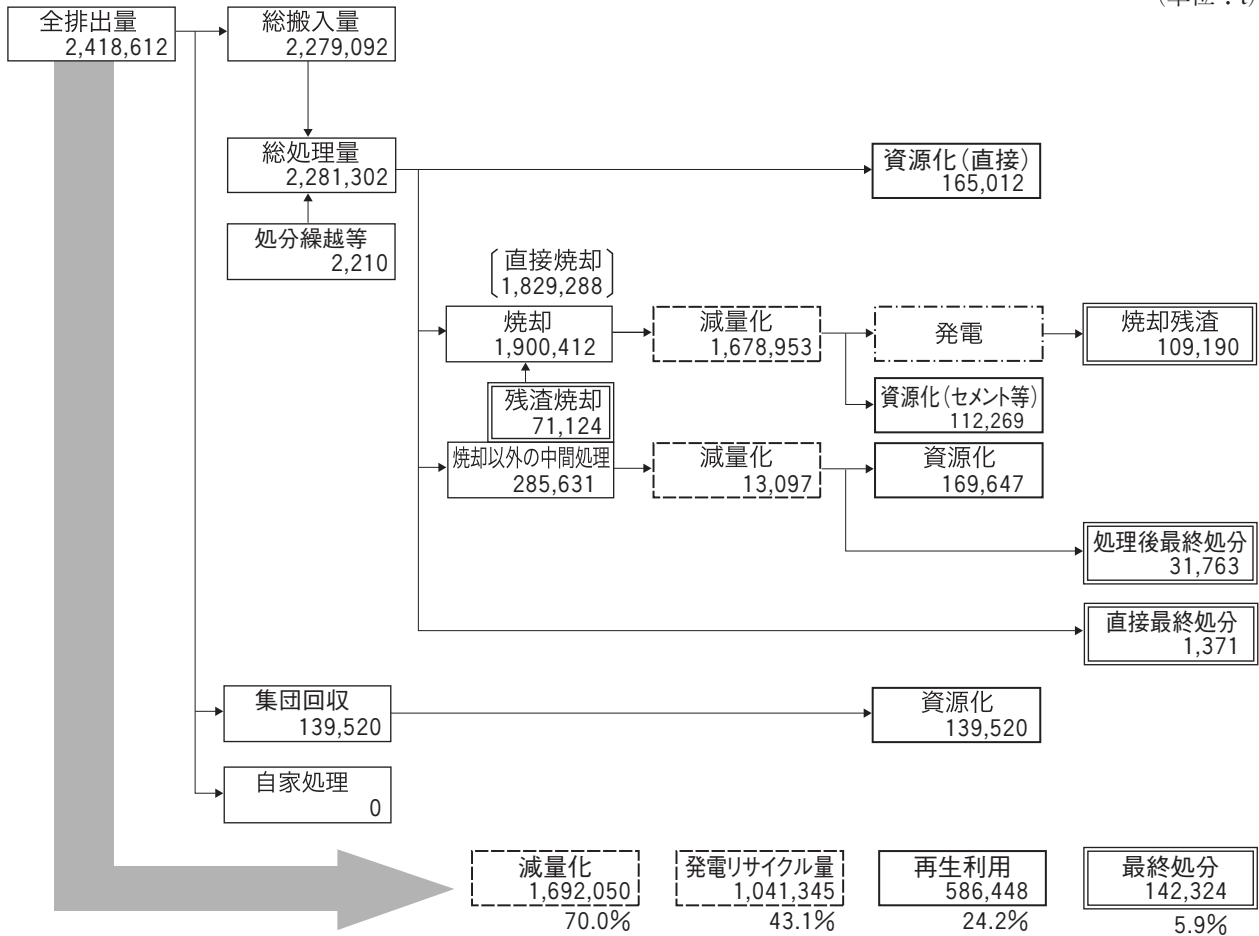 (単位：t)
全排出量
2,418,612
総搬入量
2,279,092
総処理量
2,281,302
資源化(直接)
165,012
処分繰越等
2,210
直接焼却
1,829,288
焼却
1,900,412
減量化
1,678,953
発電
焼却残渣
109,190
残渣焼却
71,124
資源化(セメント等)
112,269
焼却以外の中間処理
285,631
減量化
13,097
資源化
169,647
処理後最終処分
31,763
直接最終処分
1,371
集団回収
139,520
資源化
139,520
自家処理
0
減量化
1,692,050
70.0%
発電リサイクル量
1,041,345
43.1%
再生利用
586,448
24.2%
最終処分
142,324
5.9%